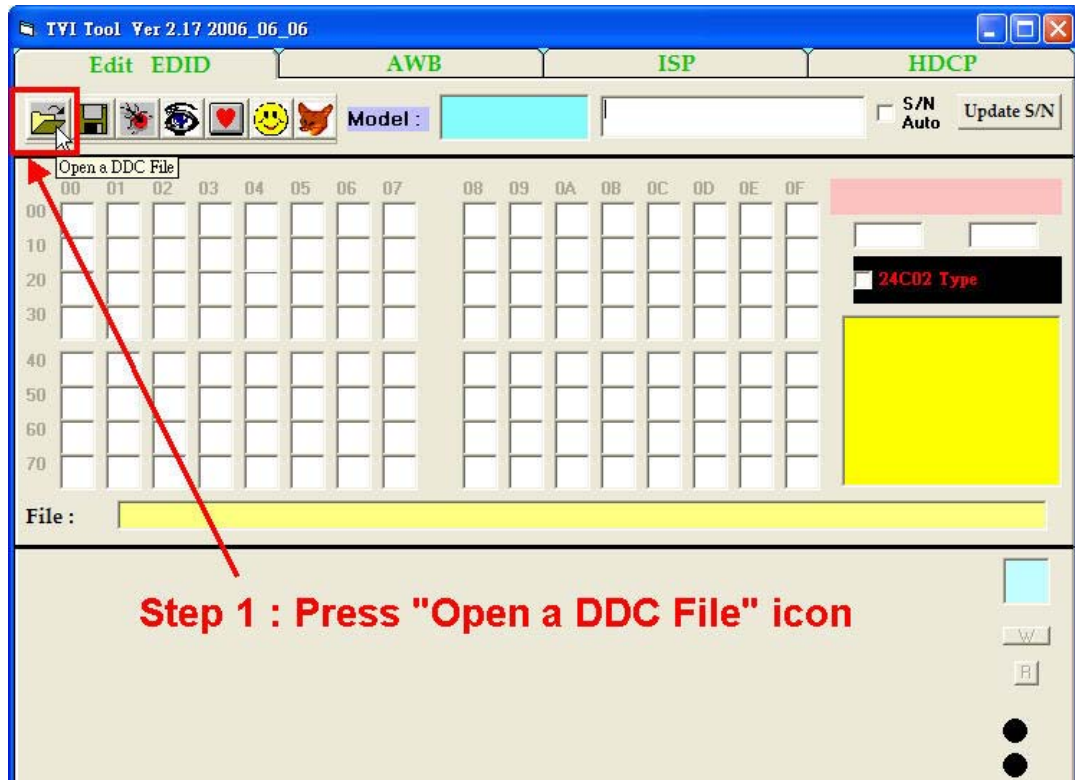 TVI Tool Ver 2.17 2006_06_06
Edit EDID AWB ISP HDCP
Model : S/N Auto Update S/N
Open a DDC File
00 01 02 03 04 05 06 07 08 09 0A 0B 0C 0D 0E 0F
00
10
20 24C02 Type
30
40
50
60
70
File :
Step 1 : Press "Open a DDC File" icon
W
R